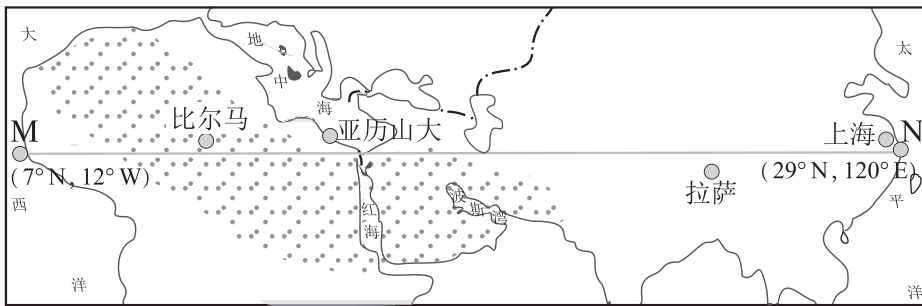 大
西
洋
地
中
海
太
平
洋
M
(7°N, 12°W)
比尔马
亚历山大
红
海
波
斯
湾
拉萨
上海
N
(29°N, 120°E)